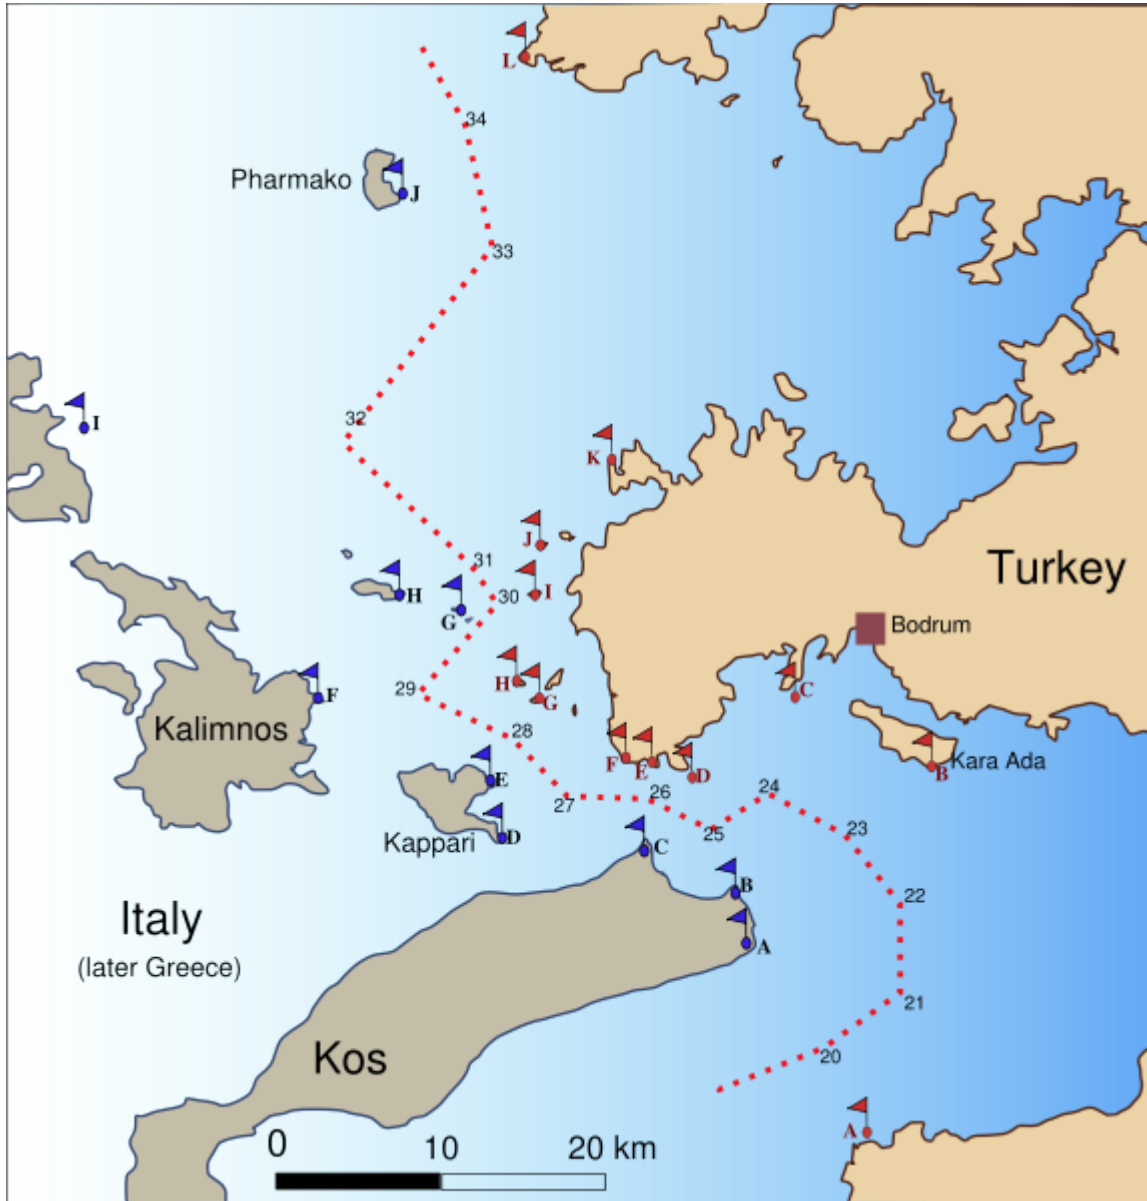 L
34
Pharmako
J
33
32
I
K
J
31
Turkey
H
30
I
G
Bodrum
H
29
F
G
C
Kalimnos
28
F
E
D
B
Kara Ada
E
27
26
24
25
23
Kappari
D
C
B
22
Italy
A
(later Greece)
21
Kos
20
A
0
10
20 km